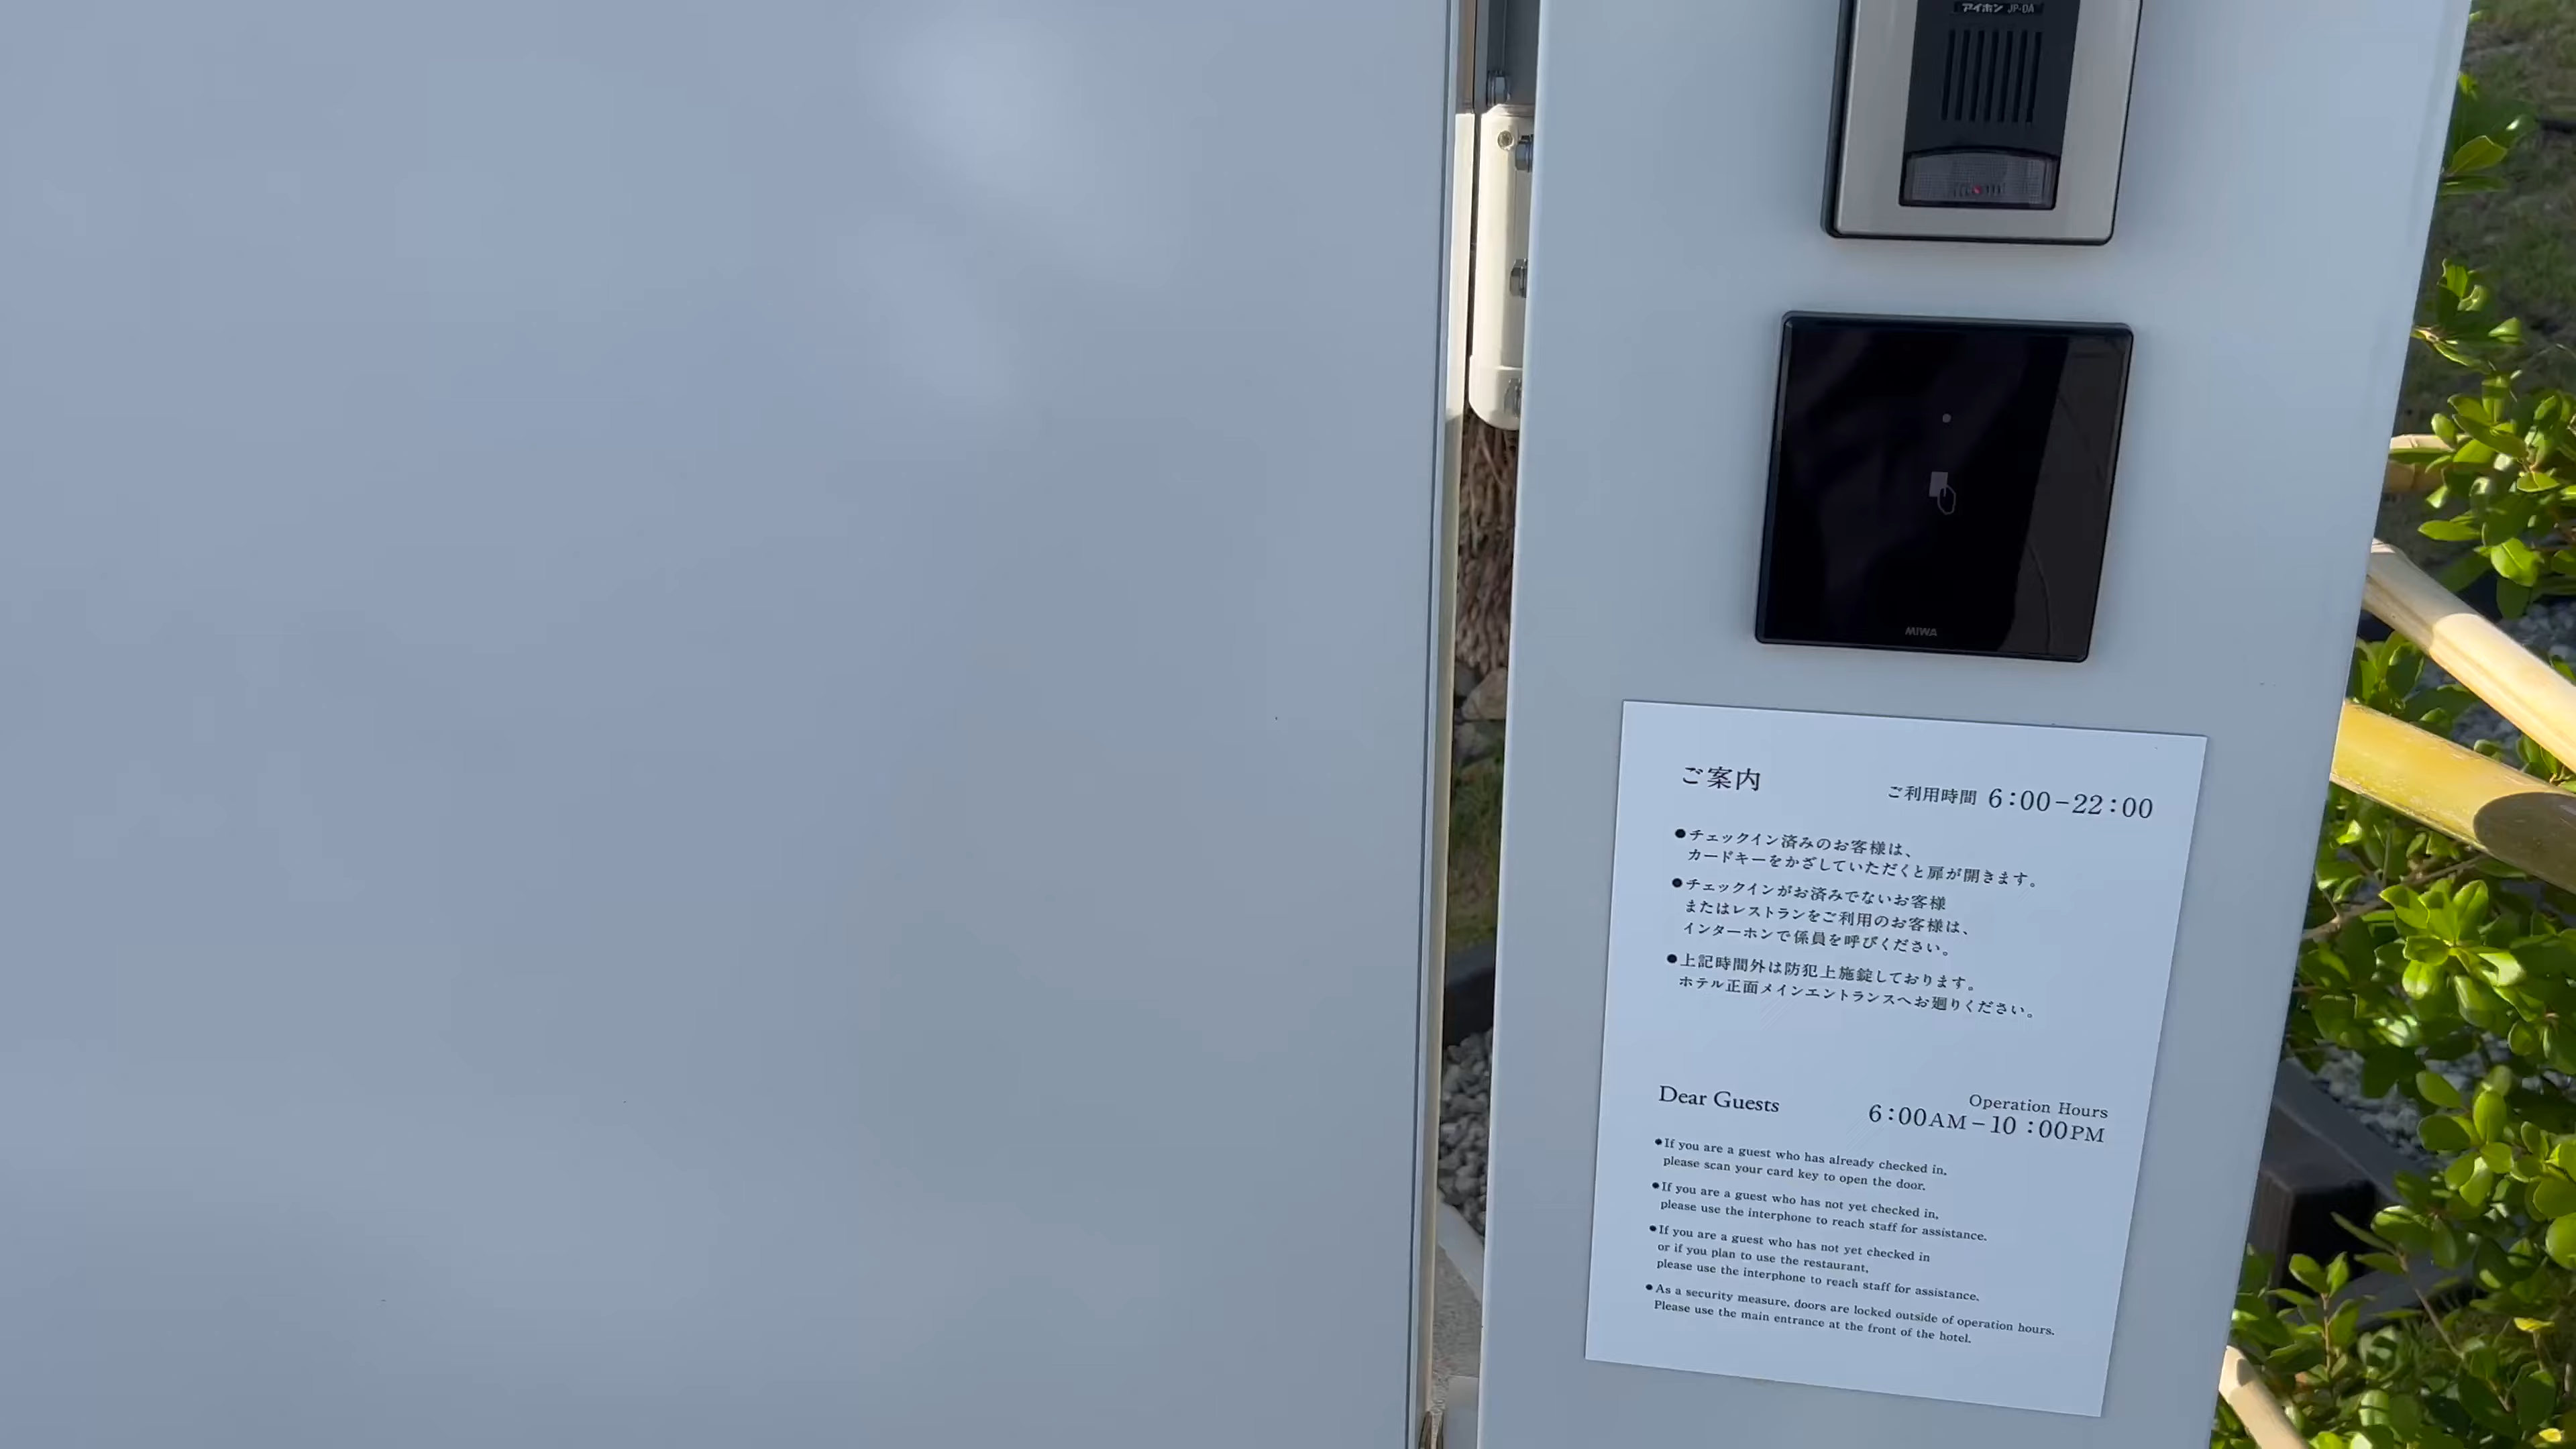 アイホン JP-DA
MIWA
ご案内
ご利用時間 6:00-22:00
●チェックイン済みのお客様は、
カードキーをかざしていただくと扉が開きます。
●チェックインがお済みでないお客様
またはレストランをご利用のお客様は、
インターホンで係員を呼びください。
●上記時間外は防犯上施錠しております。
ホテル正面メインエントランスへお廻りください。
Dear Guests
Operation Hours
6:00AM-10:00PM
●If you are a guest who has already checked in,
please scan your card key to open the door.
●If you are a guest who has not yet checked in,
please use the interphone to reach staff for assistance.
●If you are a guest who has not yet checked in
or if you plan to use the restaurant,
please use the interphone to reach staff for assistance.
●As a security measure, doors are locked outside of operation hours.
Please use the main entrance at the front of the hotel.